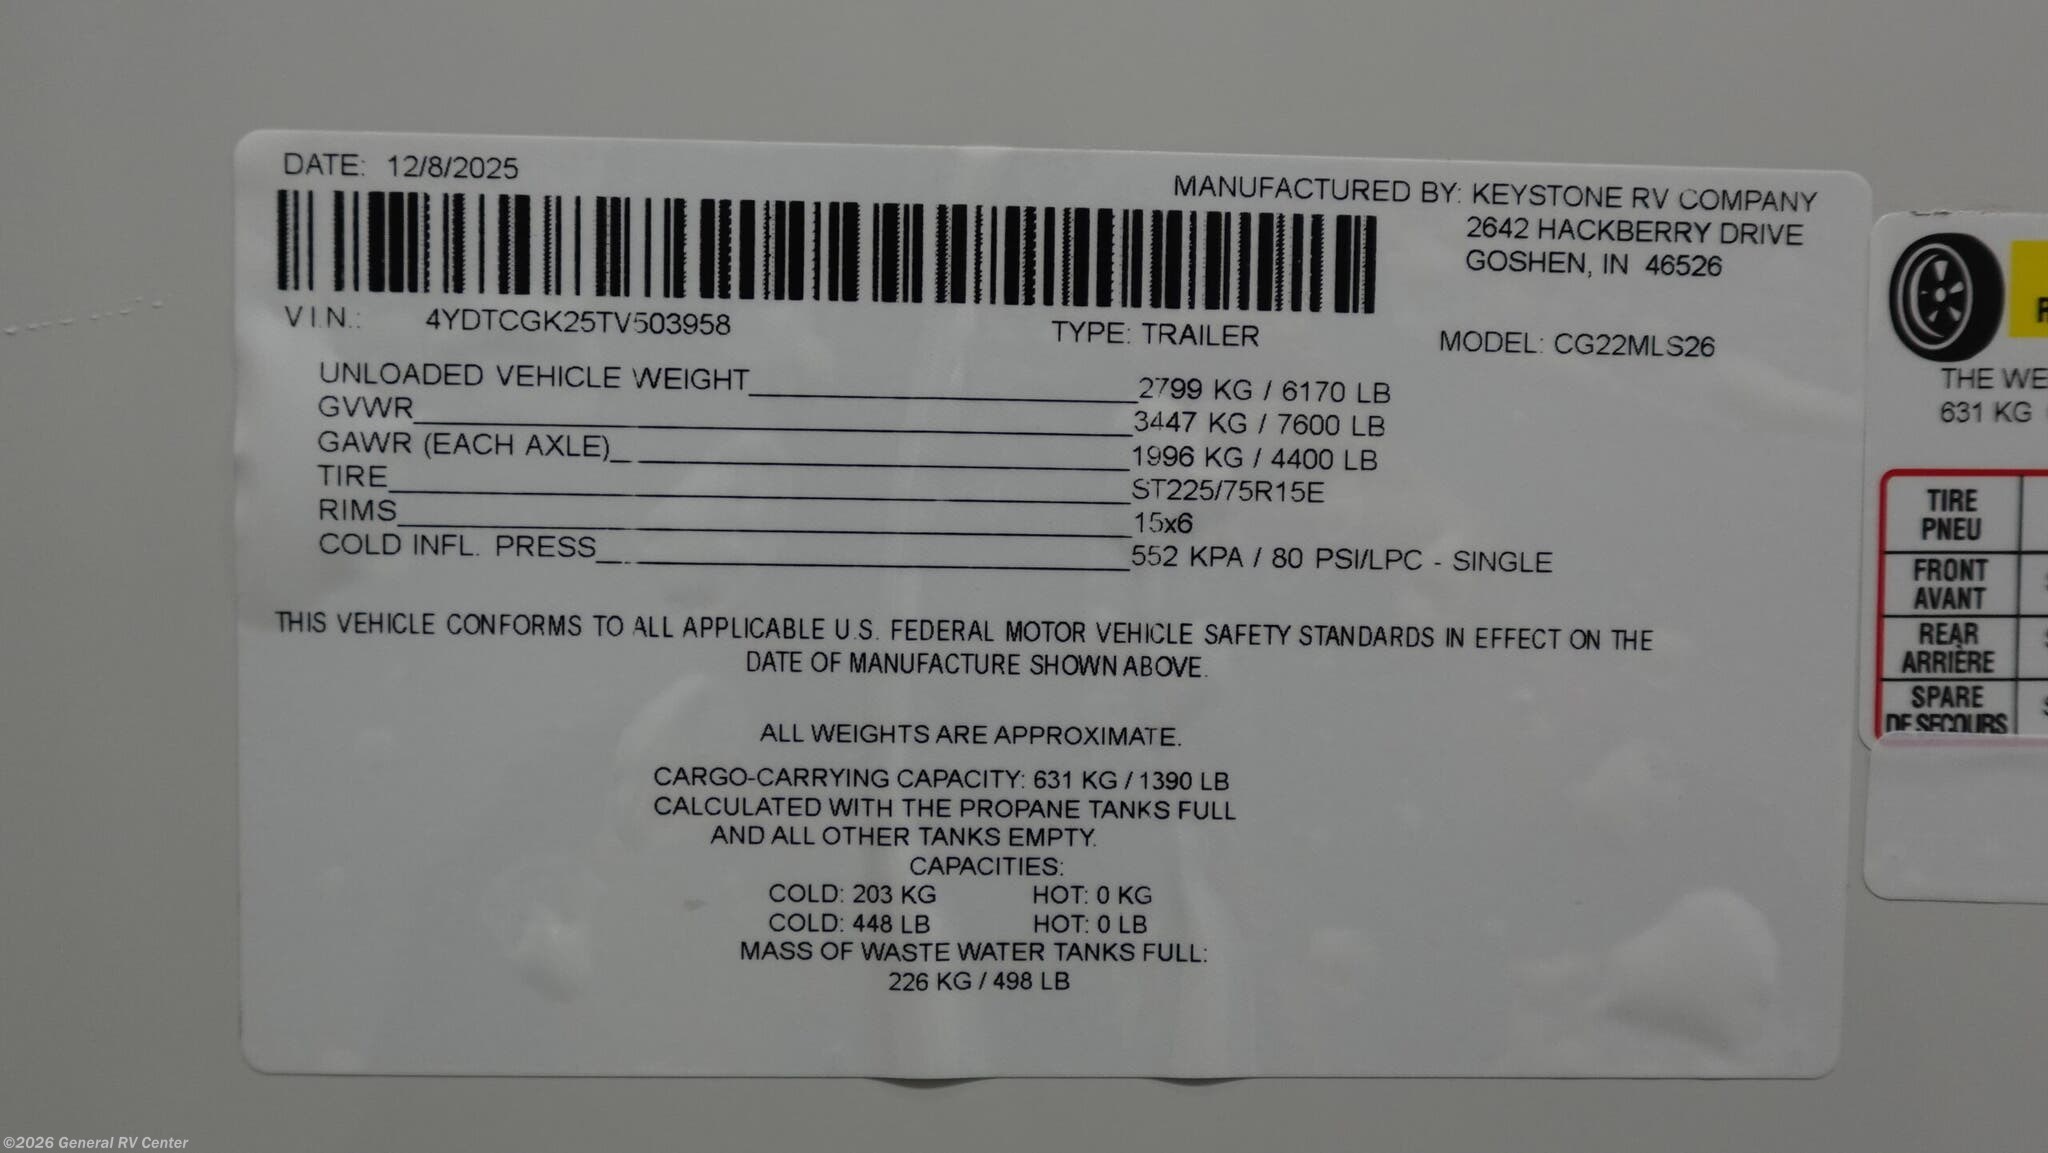 DATE: 12/8/2025
MANUFACTURED BY: KEYSTONE RV COMPANY
2642 HACKBERRY DRIVE
GOSHEN, IN 46526
V.I.N.: 4YDTCGK25TV503958 TYPE: TRAILER MODEL: CG22MLS26
UNLOADED VEHICLE WEIGHT 2799 KG / 6170 LB
GVWR 3447 KG / 7600 LB
GAWR (EACH AXLE) 1996 KG / 4400 LB
TIRE ST225/75R15E
RIMS 15x6
COLD INFL. PRESS 552 KPA / 80 PSI/LPC - SINGLE
THIS VEHICLE CONFORMS TO ALL APPLICABLE U.S. FEDERAL MOTOR VEHICLE SAFETY STANDARDS IN EFFECT ON THE
DATE OF MANUFACTURE SHOWN ABOVE.
ALL WEIGHTS ARE APPROXIMATE.
CARGO-CARRYING CAPACITY: 631 KG / 1390 LB
CALCULATED WITH THE PROPANE TANKS FULL
AND ALL OTHER TANKS EMPTY.
CAPACITIES:
COLD: 203 KG HOT: 0 KG
COLD: 448 LB HOT: 0 LB
MASS OF WASTE WATER TANKS FULL:
226 KG / 498 LB
THE WE
631 KG
TIRE
PNEU
FRONT
AVANT
REAR
ARRIÈRE
SPARE
DE SECOURS
©2026 General RV Center